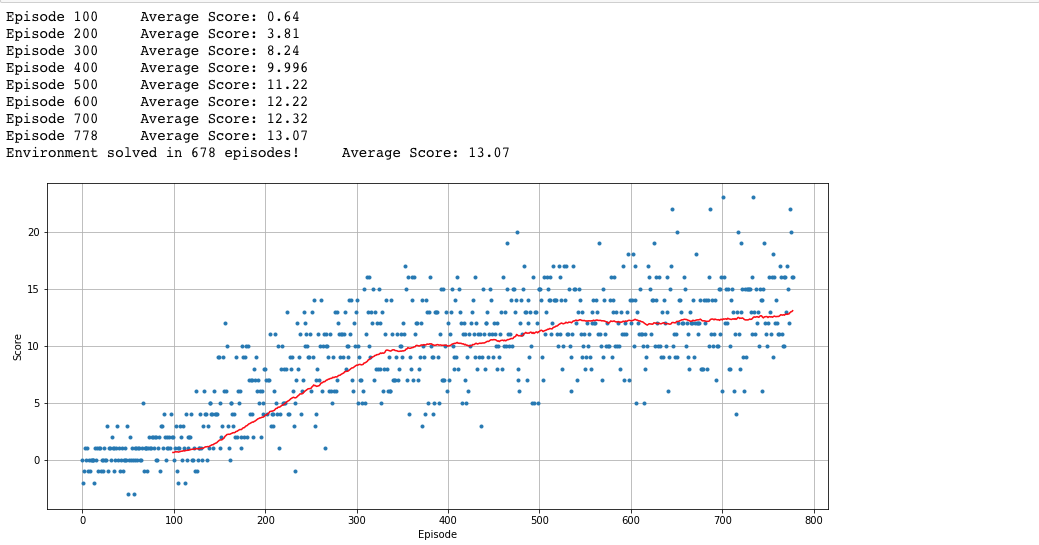 Episode 100 Average Score: 0.64
Episode 200 Average Score: 3.81
Episode 300 Average Score: 8.24
Episode 400 Average Score: 9.996
Episode 500 Average Score: 11.22
Episode 600 Average Score: 12.22
Episode 700 Average Score: 12.32
Episode 778 Average Score: 13.07
Environment solved in 678 episodes! Average Score: 13.07
20
15
10
5
0
Score
0 100 200 300 400 500 600 700 800
Episode